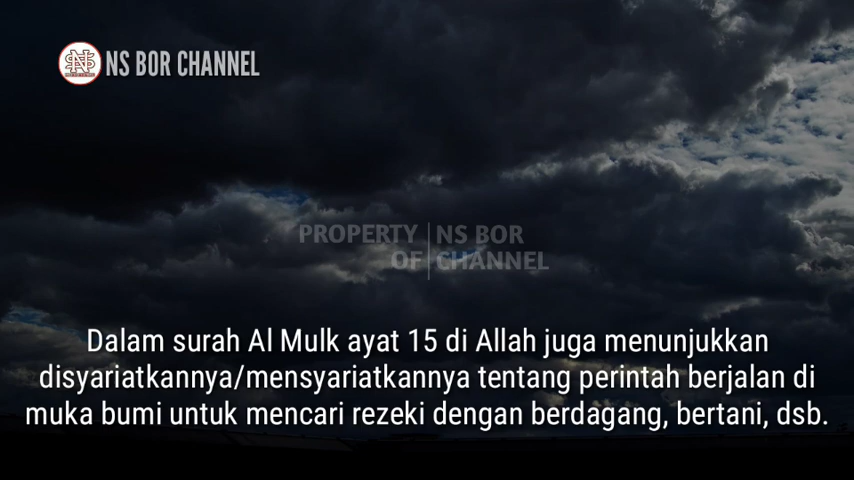 NS BOR CHANNEL
PROPERTY OF
NS BOR CHANNEL
Dalam surah Al Mulk ayat 15 di Allah juga menunjukkan
disyariatkannya/mensyariatkannya tentang perintah berjalan di
muka bumi untuk mencari rezeki dengan berdagang, bertani, dsb.